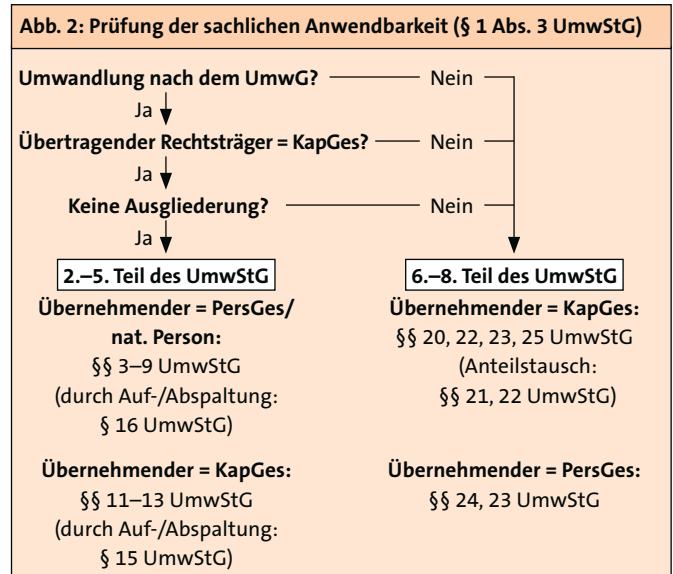 Abb. 2: Prüfung der sachlichen Anwendbarkeit (§ 1 Abs. 3 UmwStG)
Umwandlung nach dem UmwG? Nein
Ja
Übertragender Rechtsträger = KapGes? Nein
Ja
Keine Ausgliederung? Nein
Ja
2.–5. Teil des UmwStG
Übernehmender = PersGes/
nat. Person:
§§ 3–9 UmwStG
(durch Auf-/Abspaltung:
§ 16 UmwStG)
Übernehmender = KapGes:
§§ 11–13 UmwStG
(durch Auf-/Abspaltung:
§ 15 UmwStG)
6.–8. Teil des UmwStG
Übernehmender = KapGes:
§§ 20, 22, 23, 25 UmwStG
(Anteilstausch:
§§ 21, 22 UmwStG)
Übernehmender = PersGes:
§§ 24, 23 UmwStG